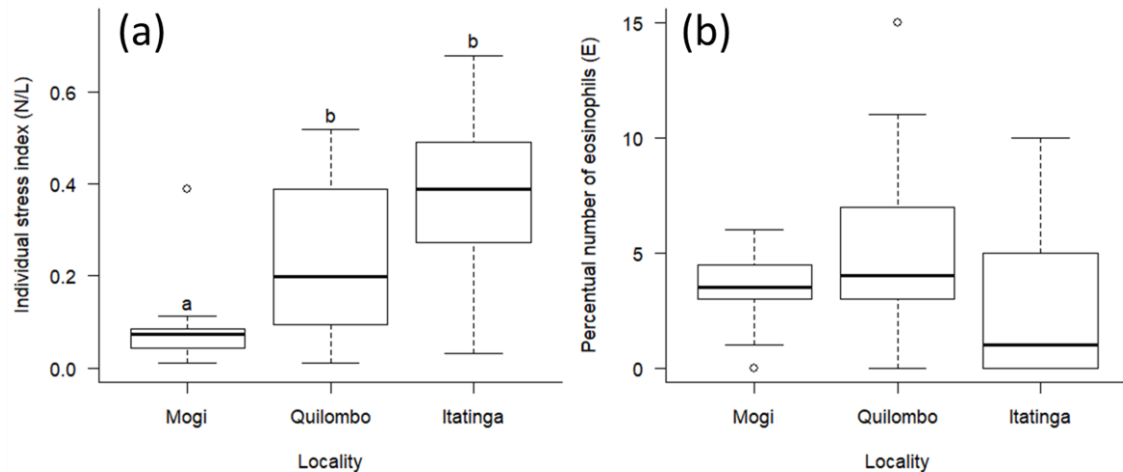 (a)
Individual stress index (N/L)
0.6
0.4
0.2
0.0
a
b
b
Mogi
Quilombo
Itatinga
Locality
(b)
Percentual number of eosinophils (E)
15
10
5
0
Mogi
Quilombo
Itatinga
Locality